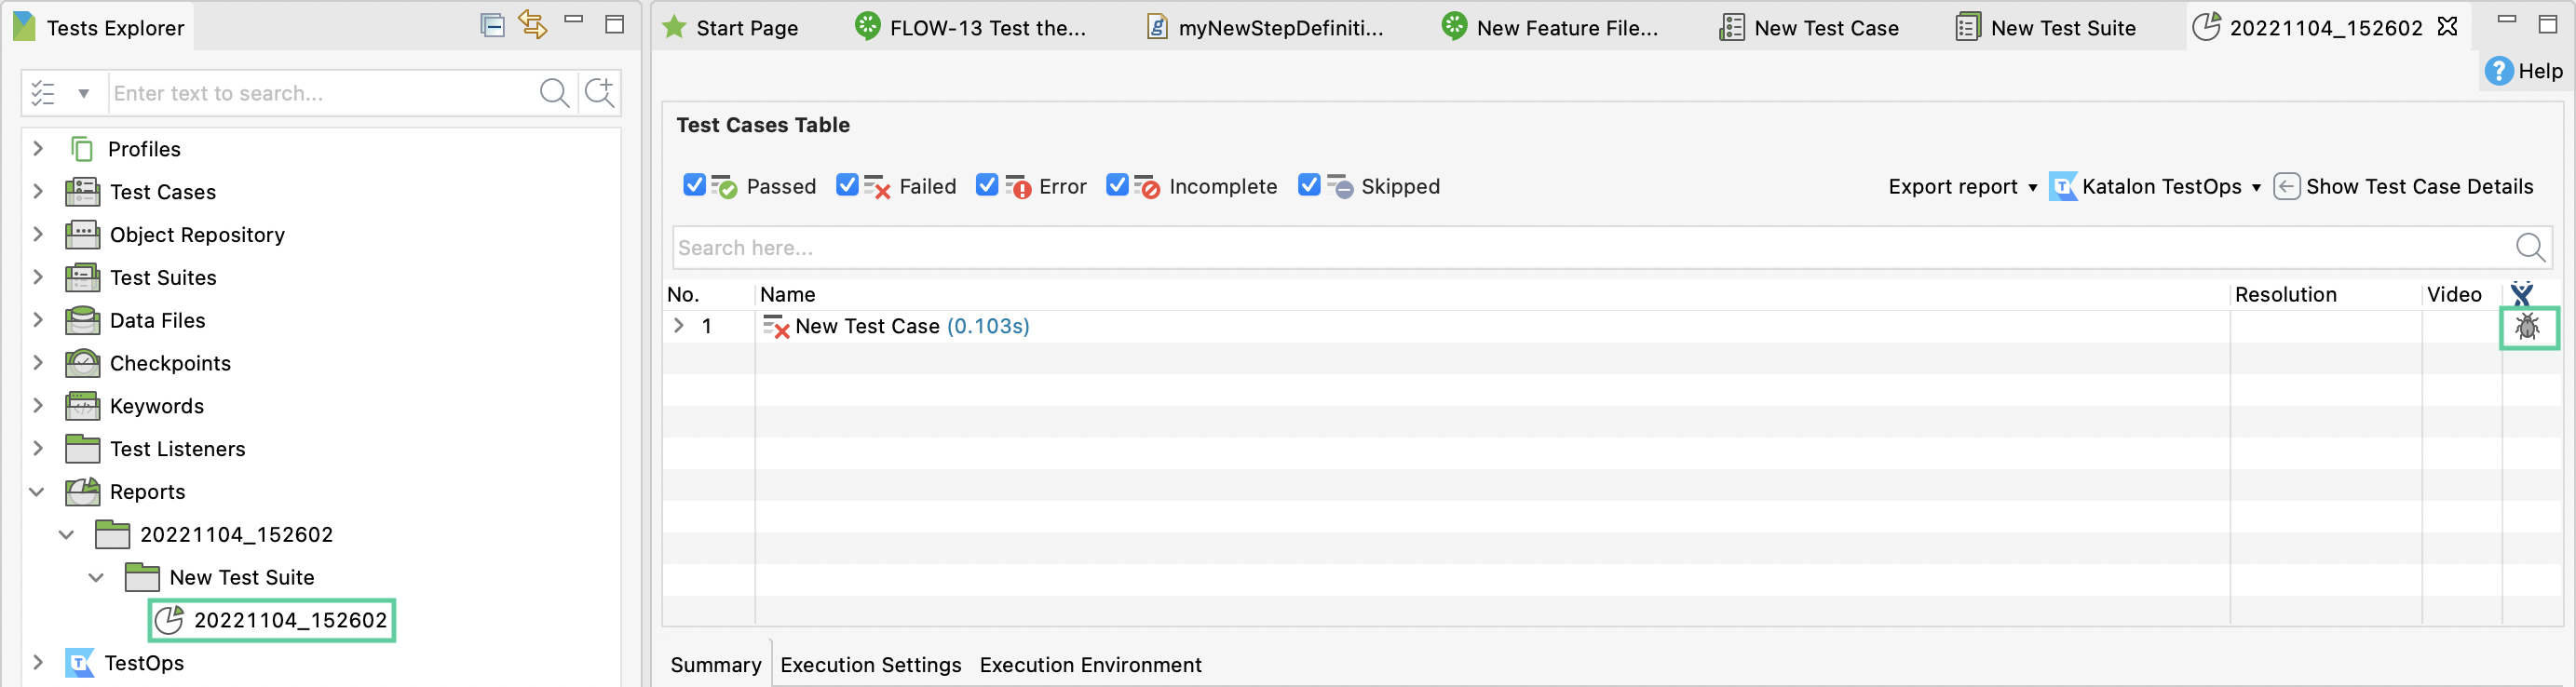 Tests Explorer
Enter text to search...
Profiles
Test Cases
Object Repository
Test Suites
Data Files
Checkpoints
Keywords
Test Listeners
Reports
20221104_152602
New Test Suite
20221104_152602
TestOps
Start Page FLOW-13 Test the... myNewStepDefiniti... New Feature File... New Test Case New Test Suite 20221104_152602
Help
Test Cases Table
Passed Failed Error Incomplete Skipped Export report Katalon TestOps Show Test Case Details
Search here...
No. Name Resolution Video
1 New Test Case (0.103s)
Summary Execution Settings Execution Environment